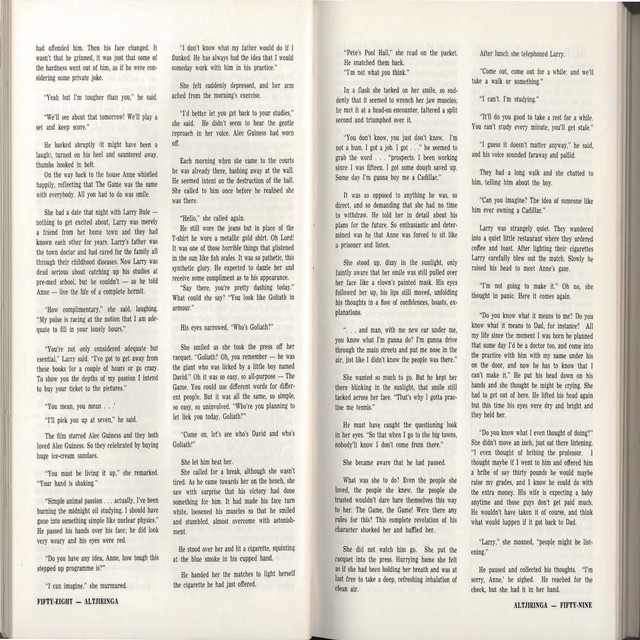 had offended him. Then his face changed. It
wasn't that he grinned, it was just that some of
the hardness went out of him, as if he were con-
sidering some private joke.
"Yeah but I'm tougher than you," he said.
"We'll see about that tomorrow! We'll play a
set and keep score."
He barked abruptly (it might have been a
laugh), turned on his heel and sauntered away,
thumbs hooked in belt.
On the way back to the house Anne whistled
happily, reflecting that The Game was the same
with everybody. All you had to do was smile.
She had a date that night with Larry Rule —
nothing to get excited about, Larry was merely
a friend from her home town and they had
known each other for years. Larry's father was
the town doctor and had cared for the family all
through their childhood illnesses. Now Larry was
dead serious about catching up his studies at
pre-med school, but he couldn't — as he told
Anne — live the life of a complete hermit.
"How complimentary," she said, laughing.
"My pulse is racing at the notion that I am ade-
quate to fill in your lonely hours."
"You're not only considered adequate but
essential," Larry said. "I've got to get away from
these books for a couple of hours or go crazy.
To show you the depths of my passion I intend
to buy your ticket to the pictures."
"You mean, you mean . . .'
"I'll pick you up at seven," he said.
The film starred Alec Guiness and they both
loved Alec Guiness. So they celebrated by buying
huge ice-cream sundaes.
"You must be living it up," she remarked.
"Your hand is shaking."
"Simple animal passion . . . actually, I've been
burning the midnight oil studying. I should have
gone into something simple like nuclear physics."
He passed his hands over his face; he did look
very weary and his eyes were red.
"Do you have any idea, Anne, how tough this
stepped up programme is?"
"I can imagine," she murmured.
FIFTY-EIGHT — ALTJIRINGA
"I don't know what my father would do if I
flunked. He has always had the idea that I would
someday work with him in his practice."
She felt suddenly depressed, and her arm
ached from the morning's exercise.
"I'd better let you get back to your studies,"
she said. He didn't seem to hear the gentle
reproach in her voice. Alec Guiness had worn
off.
Each morning when she came to the courts
he was already there, bashing away at the wall.
He seemed intent on the destruction of the ball.
She called to him once before he realised she
was there.
"Hello," she called again.
He still wore the jeans but in place of the
T-shirt he wore a metallic gold shirt. Oh Lord!
It was one of those horrible things that glistened
in the sun like fish scales. It was so pathetic, this
synthetic glory. He expected to dazzle her and
receive some compliment as to his appearance.
"Say there, you're pretty dashing today."
What could she say? "You look like Goliath in
armour."
His eyes narrowed, "Who's Goliath?"
She smiled as she took the press off her
racquet. "Goliath? Oh, you remember — he was
the giant who was licked by a little boy named
David." Oh it was so easy, so all-purpose — The
Game. You could use different words for differ-
ent people. But it was all the same, so simple,
so easy, so uninvolved. "Who're you planning to
let lick you today, Goliath?"
"Come on, let's see who's David and who's
Goliath!"
She let him beat her.
She called for a break, although she wasn't
tired. As he came towards her on the bench, she
saw with surprise that his victory had done
something for him. It had made his face turn
white, loosened his muscles so that he smiled
and stumbled, almost overcome with astonish-
ment.
He stood over her and lit a cigarette, squinting
at the blue smoke in his cupped hand.
He handed her the matches to light herself
the cigarette he had just offered.
"Pete's Pool Hall," she read on the packet.
He snatched them back.
"I'm not what you think."
In a flash she tacked on her smile, so sud-
denly that it seemed to wrench her jaw muscles;
he met it at a head-on encounter, faltered a split
second and triumphed over it.
"You don't know, you just don't know. I'm
not a bum. I got a job. I got . . ." he seemed to
grab the word . . . "prospects. I been working
since I was fifteen. I got some dough saved up.
Some day I'm gunna buy me a Cadillac."
It was so opposed to anything he was, so
direct, and so demanding that she had no time
to withdraw. He told her in detail about his
plans for the future. So enthusiastic and deter-
mined was he that Anne was forced to sit like
a prisoner and listen.
She stood up, dizzy in the sunlight, only
faintly aware that her smile was still pulled over
her face like a clown's painted mask. His eyes
followed her up, his lips still moved, unfolding
his thoughts in a flow of confidences, boasts, ex-
planations.
". . . and man, with me new car under me,
you know what I'm gunna do? I'm gunna drive
through the main streets and put me nose in the
air, just like I didn't know the people was there."
She wanted so much to go. But he kept her
there blinking in the sunlight, that smile still
tacked across her face. "That's why I gotta prac-
tise me tennis."
He must have caught the questioning look
in her eyes. "So that when I go to the big towns,
nobody'll know I don't come from there."
She became aware that he had paused.
What was she to do? Even the people she
loved, the people she knew, the people she
trusted wouldn't dare hurl themselves this way
to her. The Game, the Game! Were there any
rules for this? This complete revelation of his
character shocked her and baffled her.
She did not watch him go. She put the
racquet into the press. Hurrying home she felt
as if she had been holding her breath and was at
last free to take a deep, refreshing inhalation of
clean air.
After lunch she telephoned Larry.
"Come out, come out for a while; and we'll
take a walk or something."
"I can't. I'm studying."
"It'll do you good to take a rest for a while.
You can't study every minute, you'll get stale."
"I guess it doesn't matter anyway," he said,
and his voice sounded faraway and pallid.
They had a long walk and she chatted to
him, telling him about the boy.
"Can you imagine? The idea of someone like
him ever owning a Cadillac."
Larry was strangely quiet. They wandered
into a quiet little restaurant where they ordered
coffee and toast. After lighting their cigarettes
Larry carefully blew out the match. Slowly he
raised his head to meet Anne's gaze.
"I'm not going to make it." Oh no, she
thought in panic. Here it comes again.
"Do you know what it means to me? Do you
know what it means to Dad, for instance? All
my life since the moment I was born he planned
that some day I'd be a doctor too, and come into
the practice with him with my name under his
on the door, and now he has to know that I
can't make it." He put his head down on his
hands and she thought he might be crying. She
had to get out of here. He lifted his head again
but this time his eyes were dry and bright and
they held her.
"Do you know what I even thought of doing?"
She didn't move an inch, just sat there listening.
"I even thought of bribing the professor. I
thought maybe if I went to him and offered him
a bribe of say thirty pounds he would maybe
raise my grades, and I know he could do with
the extra money. His wife is expecting a baby
anytime and those guys don't get paid much.
He wouldn't have taken it of course, and think
what would happen if it got back to Dad.
"Larry," she moaned, "people might be list-
ening."
He paused and collected his thoughts. "I'm
sorry, Anne,' he sighed. He reached for the
check, but she had it in her hand.
ALTJIRINGA — FIFTY-NINE